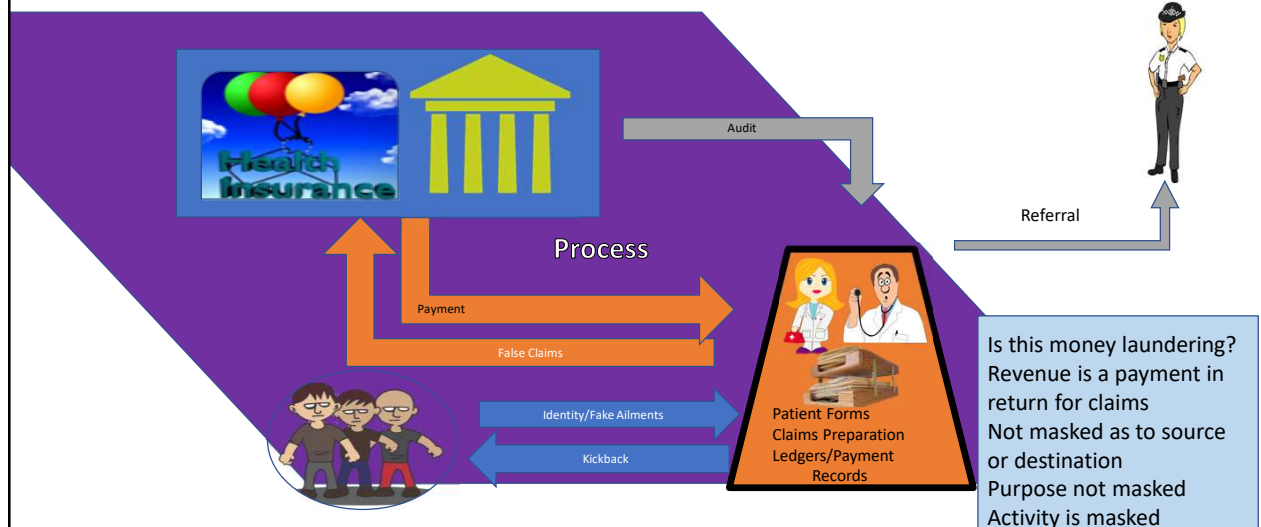 Health
Insurance
Audit
Referral
Process
Payment
False Claims
Identity/Fake Ailments
Kickback
Patient Forms
Claims Preparation
Ledgers/Payment
Records
Is this money laundering?
Revenue is a payment in
return for claims
Not masked as to source
or destination
Purpose not masked
Activity is masked